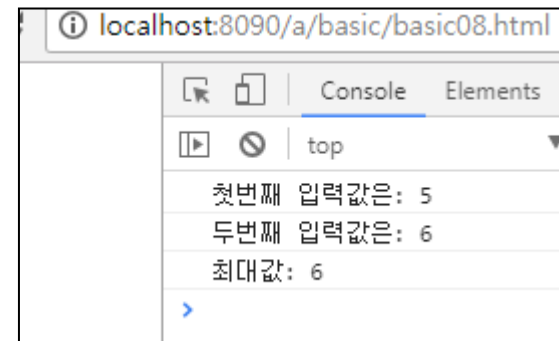 localhost:8090/a/basic/basic08.html
Console Elements
top
첫번째 입력값은: 5
두번째 입력값은: 6
최대값: 6